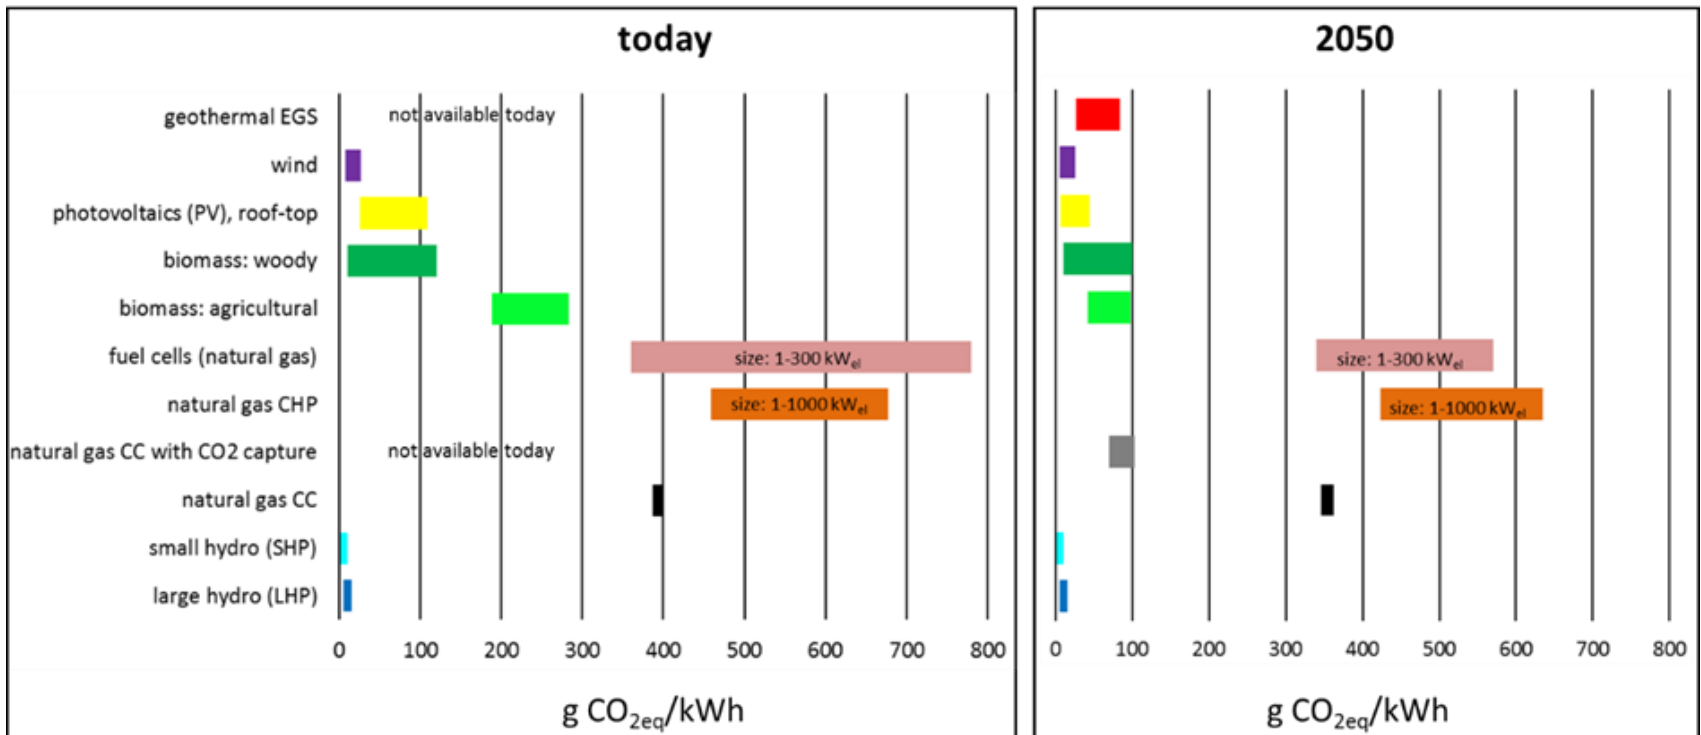 today
geothermal EGS not available today
wind
photovoltaics (PV), roof-top
biomass: woody
biomass: agricultural
fuel cells (natural gas) size: 1-300 kWel
natural gas CHP size: 1-1000 kWel
natural gas CC with CO2 capture not available today
natural gas CC
small hydro (SHP)
large hydro (LHP)
0 100 200 300 400 500 600 700 800
g CO2eq/kWh
2050
size: 1-300 kWel
size: 1-1000 kWel
0 100 200 300 400 500 600 700 800
g CO2eq/kWh